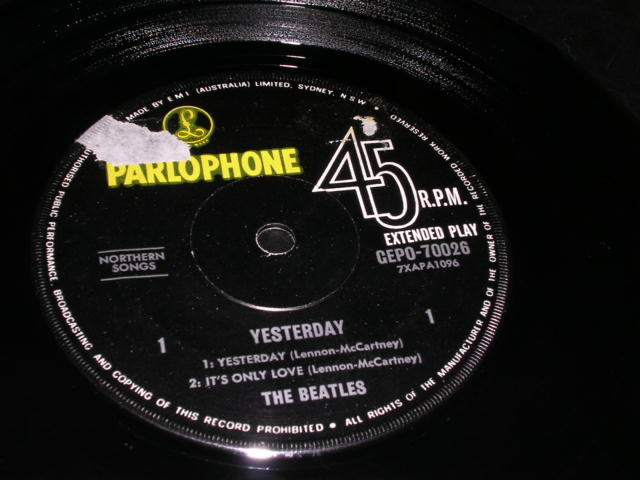 MADE BY E M I (AUSTRALIA) LIMITED, SYDNEY, N S W
£
PARLOPHONE
45
R.P.M.
EXTENDED PLAY
GEPO-70026
7XAPA1096
NORTHERN
SONGS
1
YESTERDAY
1
1: YESTERDAY (Lennon-McCartney)
2: IT'S ONLY LOVE (Lennon-McCartney)
THE BEATLES
PUBLIC PERFORMANCE, BROADCASTING AND COPYING OF THIS RECORD PROHIBITED • ALL RIGHTS OF THE MANUFACTURER AND OF THE OWNER OF THE RECORDED WORK RESERVED